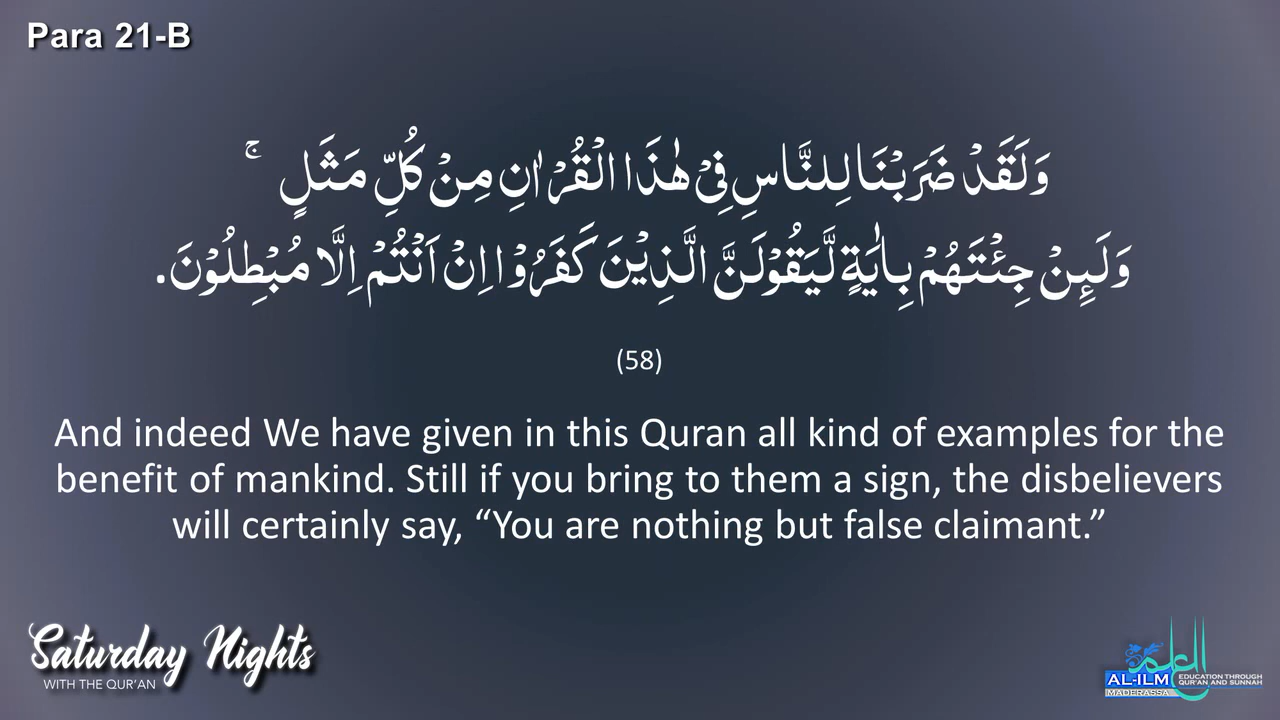 Para 21-B
وَلَقَدْ ضَرَبْنَا لِلنَّاسِ فِیْ هٰذَا الْقُرْاٰنِ مِنْ کُلِّ مَثَلٍ ۚ
وَلَىِٕنْ جِئْتَهُمْ بِاٰیَةٍ لَّیَقُوْلَنَّ الَّذِیْنَ کَفَرُوْا اِنْ اَنْتُمْ اِلَّا مُبْطِلُوْنَ.
(58)
And indeed We have given in this Quran all kind of examples for the
benefit of mankind. Still if you bring to them a sign, the disbelievers
will certainly say, “You are nothing but false claimant.”
Saturday Nights
WITH THE QUR'AN
العلم
AL-ILM
MADERASSA
EDUCATION THROUGH
QUR'AN AND SUNNAH